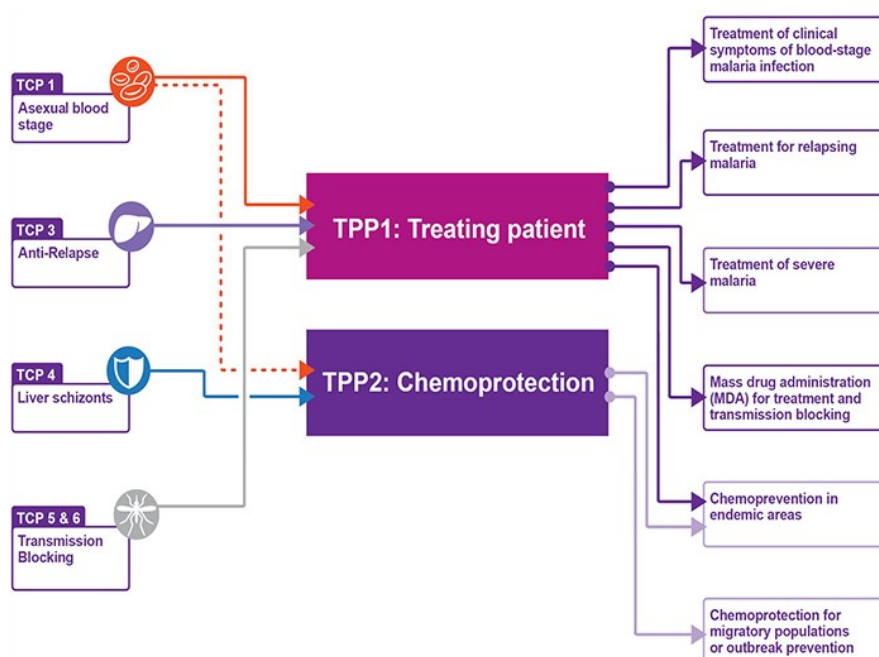 TCP 1
Asexual blood
stage
TCP 3
Anti-Relapse
TCP 4
Liver schizonts
TCP 5 & 6
Transmission
Blocking
TPP1: Treating patient
TPP2: Chemoprotection
Treatment of clinical
symptoms of blood-stage
malaria infection
Treatment for relapsing
malaria
Treatment of severe
malaria
Mass drug administration
(MDA) for treatment and
transmission blocking
Chemoprevention in
endemic areas
Chemoprotection for
migratory populations
or outbreak prevention